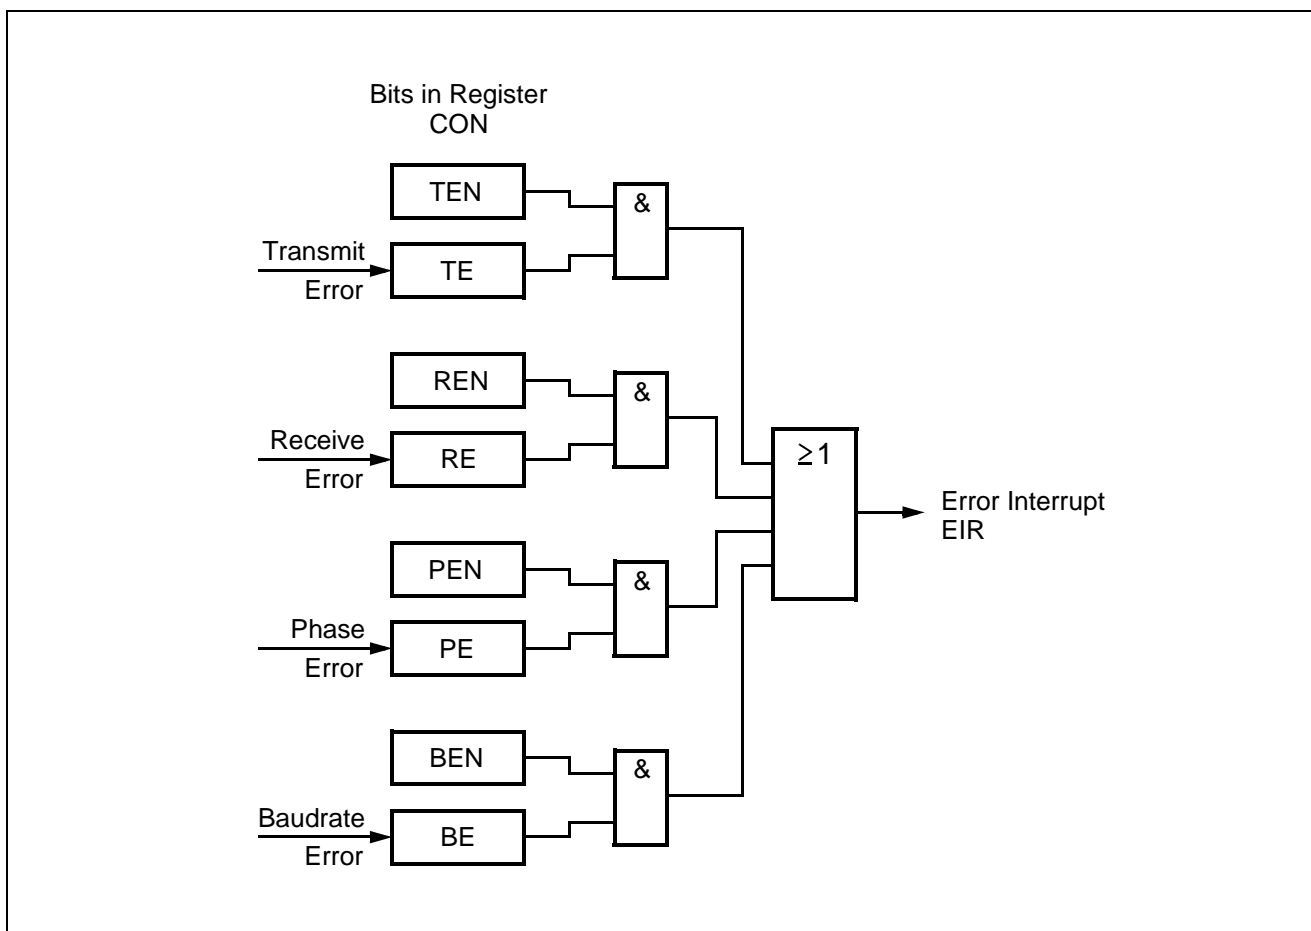 Bits in Register
CON
TEN
&
Transmit
Error
TE
REN
&
Receive
Error
RE
≥1
Error Interrupt
EIR
PEN
&
Phase
Error
PE
BEN
&
Baudrate
Error
BE